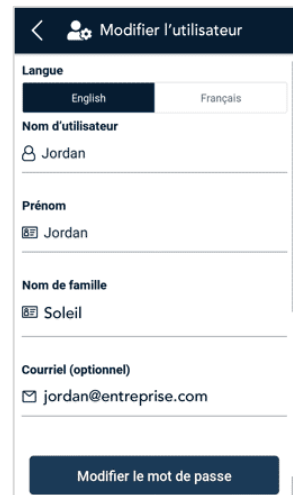 Modifier l'utilisateur
Langue
English Français
Nom d'utilisateur
Jordan
Prénom
Jordan
Nom de famille
Soleil
Courriel (optionnel)
jordan@entreprise.com
Modifier le mot de passe